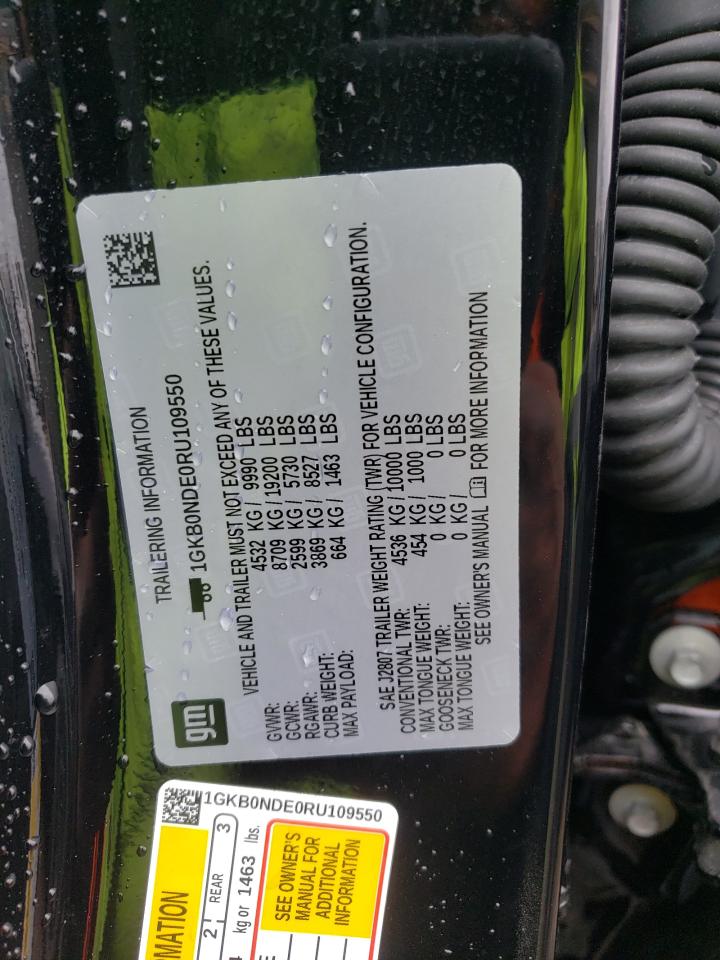 gm
TRAILERING INFORMATION
1GKB0NDE0RU109550
VEHICLE AND TRAILER MUST NOT EXCEED ANY OF THESE VALUES.
GVWR: 4532 KG / 9990 LBS
GCWR: 8709 KG / 19200 LBS
RGAWR: 2599 KG / 5730 LBS
CURB WEIGHT: 3869 KG / 8527 LBS
MAX PAYLOAD: 664 KG / 1463 LBS
SAE J2807 TRAILER WEIGHT RATING (TWR) FOR VEHICLE CONFIGURATION.
CONVENTIONAL TWR: 4536 KG / 10000 LBS
MAX TONGUE WEIGHT: 454 KG / 1000 LBS
GOOSENECK TWR: 0 KG / 0 LBS
MAX TONGUE WEIGHT: 0 KG / 0 LBS
SEE OWNER'S MANUAL FOR MORE INFORMATION
1GKB0NDE0RU109550
2 REAR 3
kg or 1463 lbs.
SEE OWNER'S
MANUAL FOR
ADDITIONAL
INFORMATION